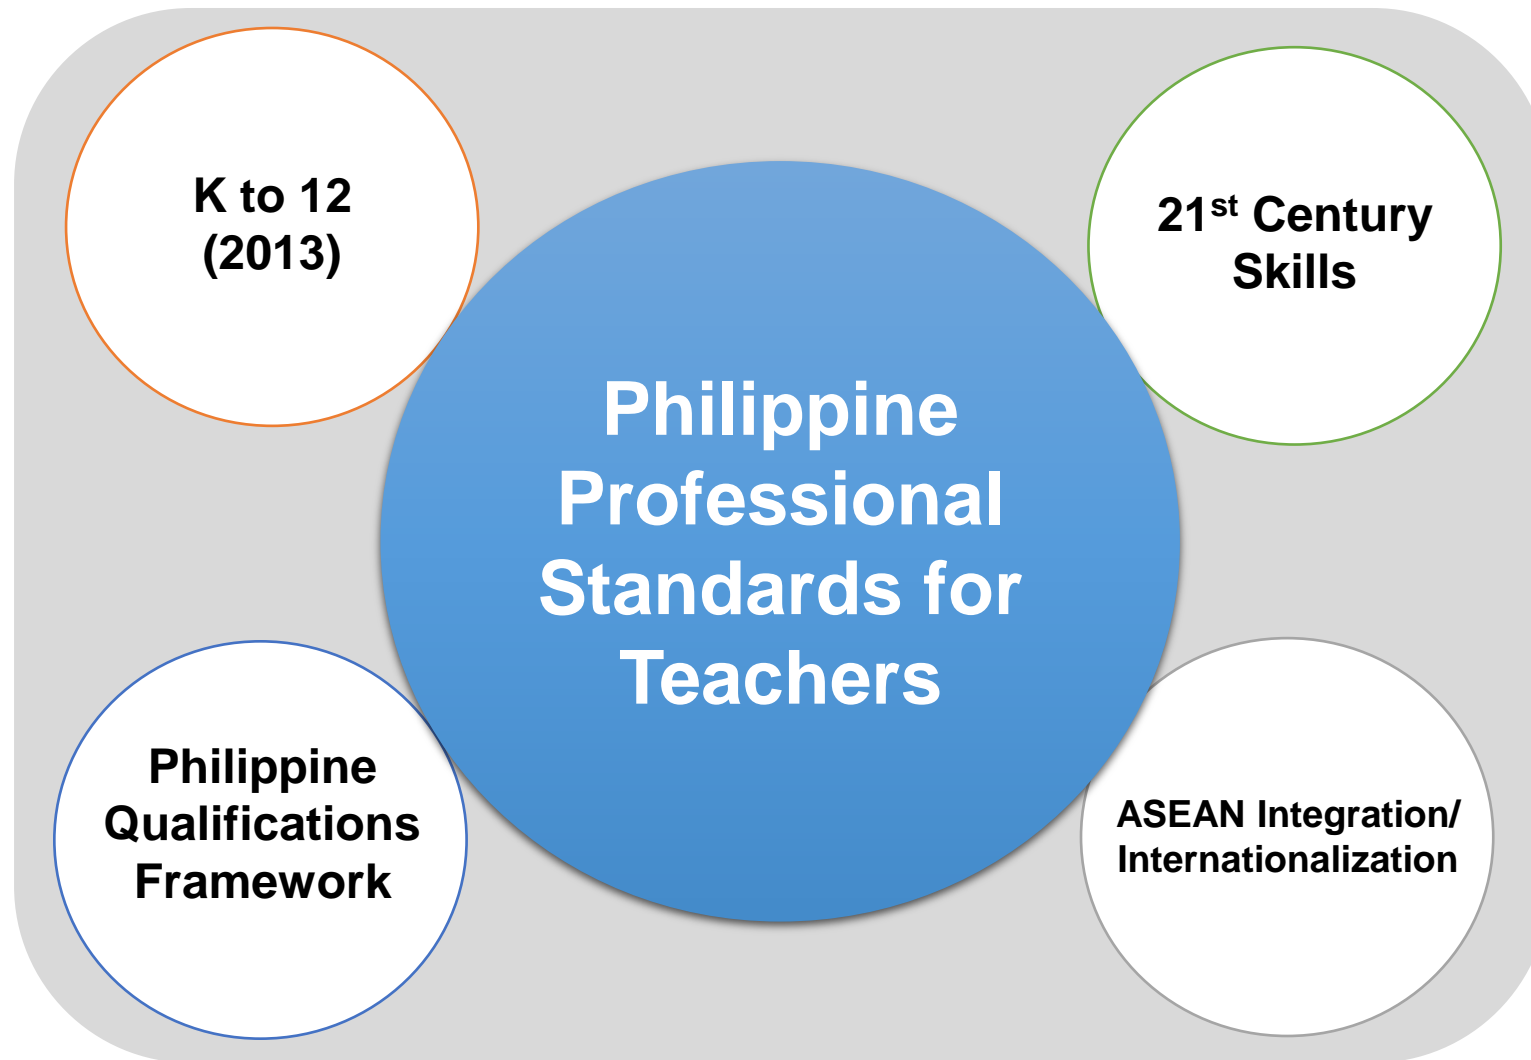 K to 12
(2013)
21st Century
Skills
Philippine
Professional
Standards for
Teachers
Philippine
Qualifications
Framework
ASEAN Integration/
Internationalization